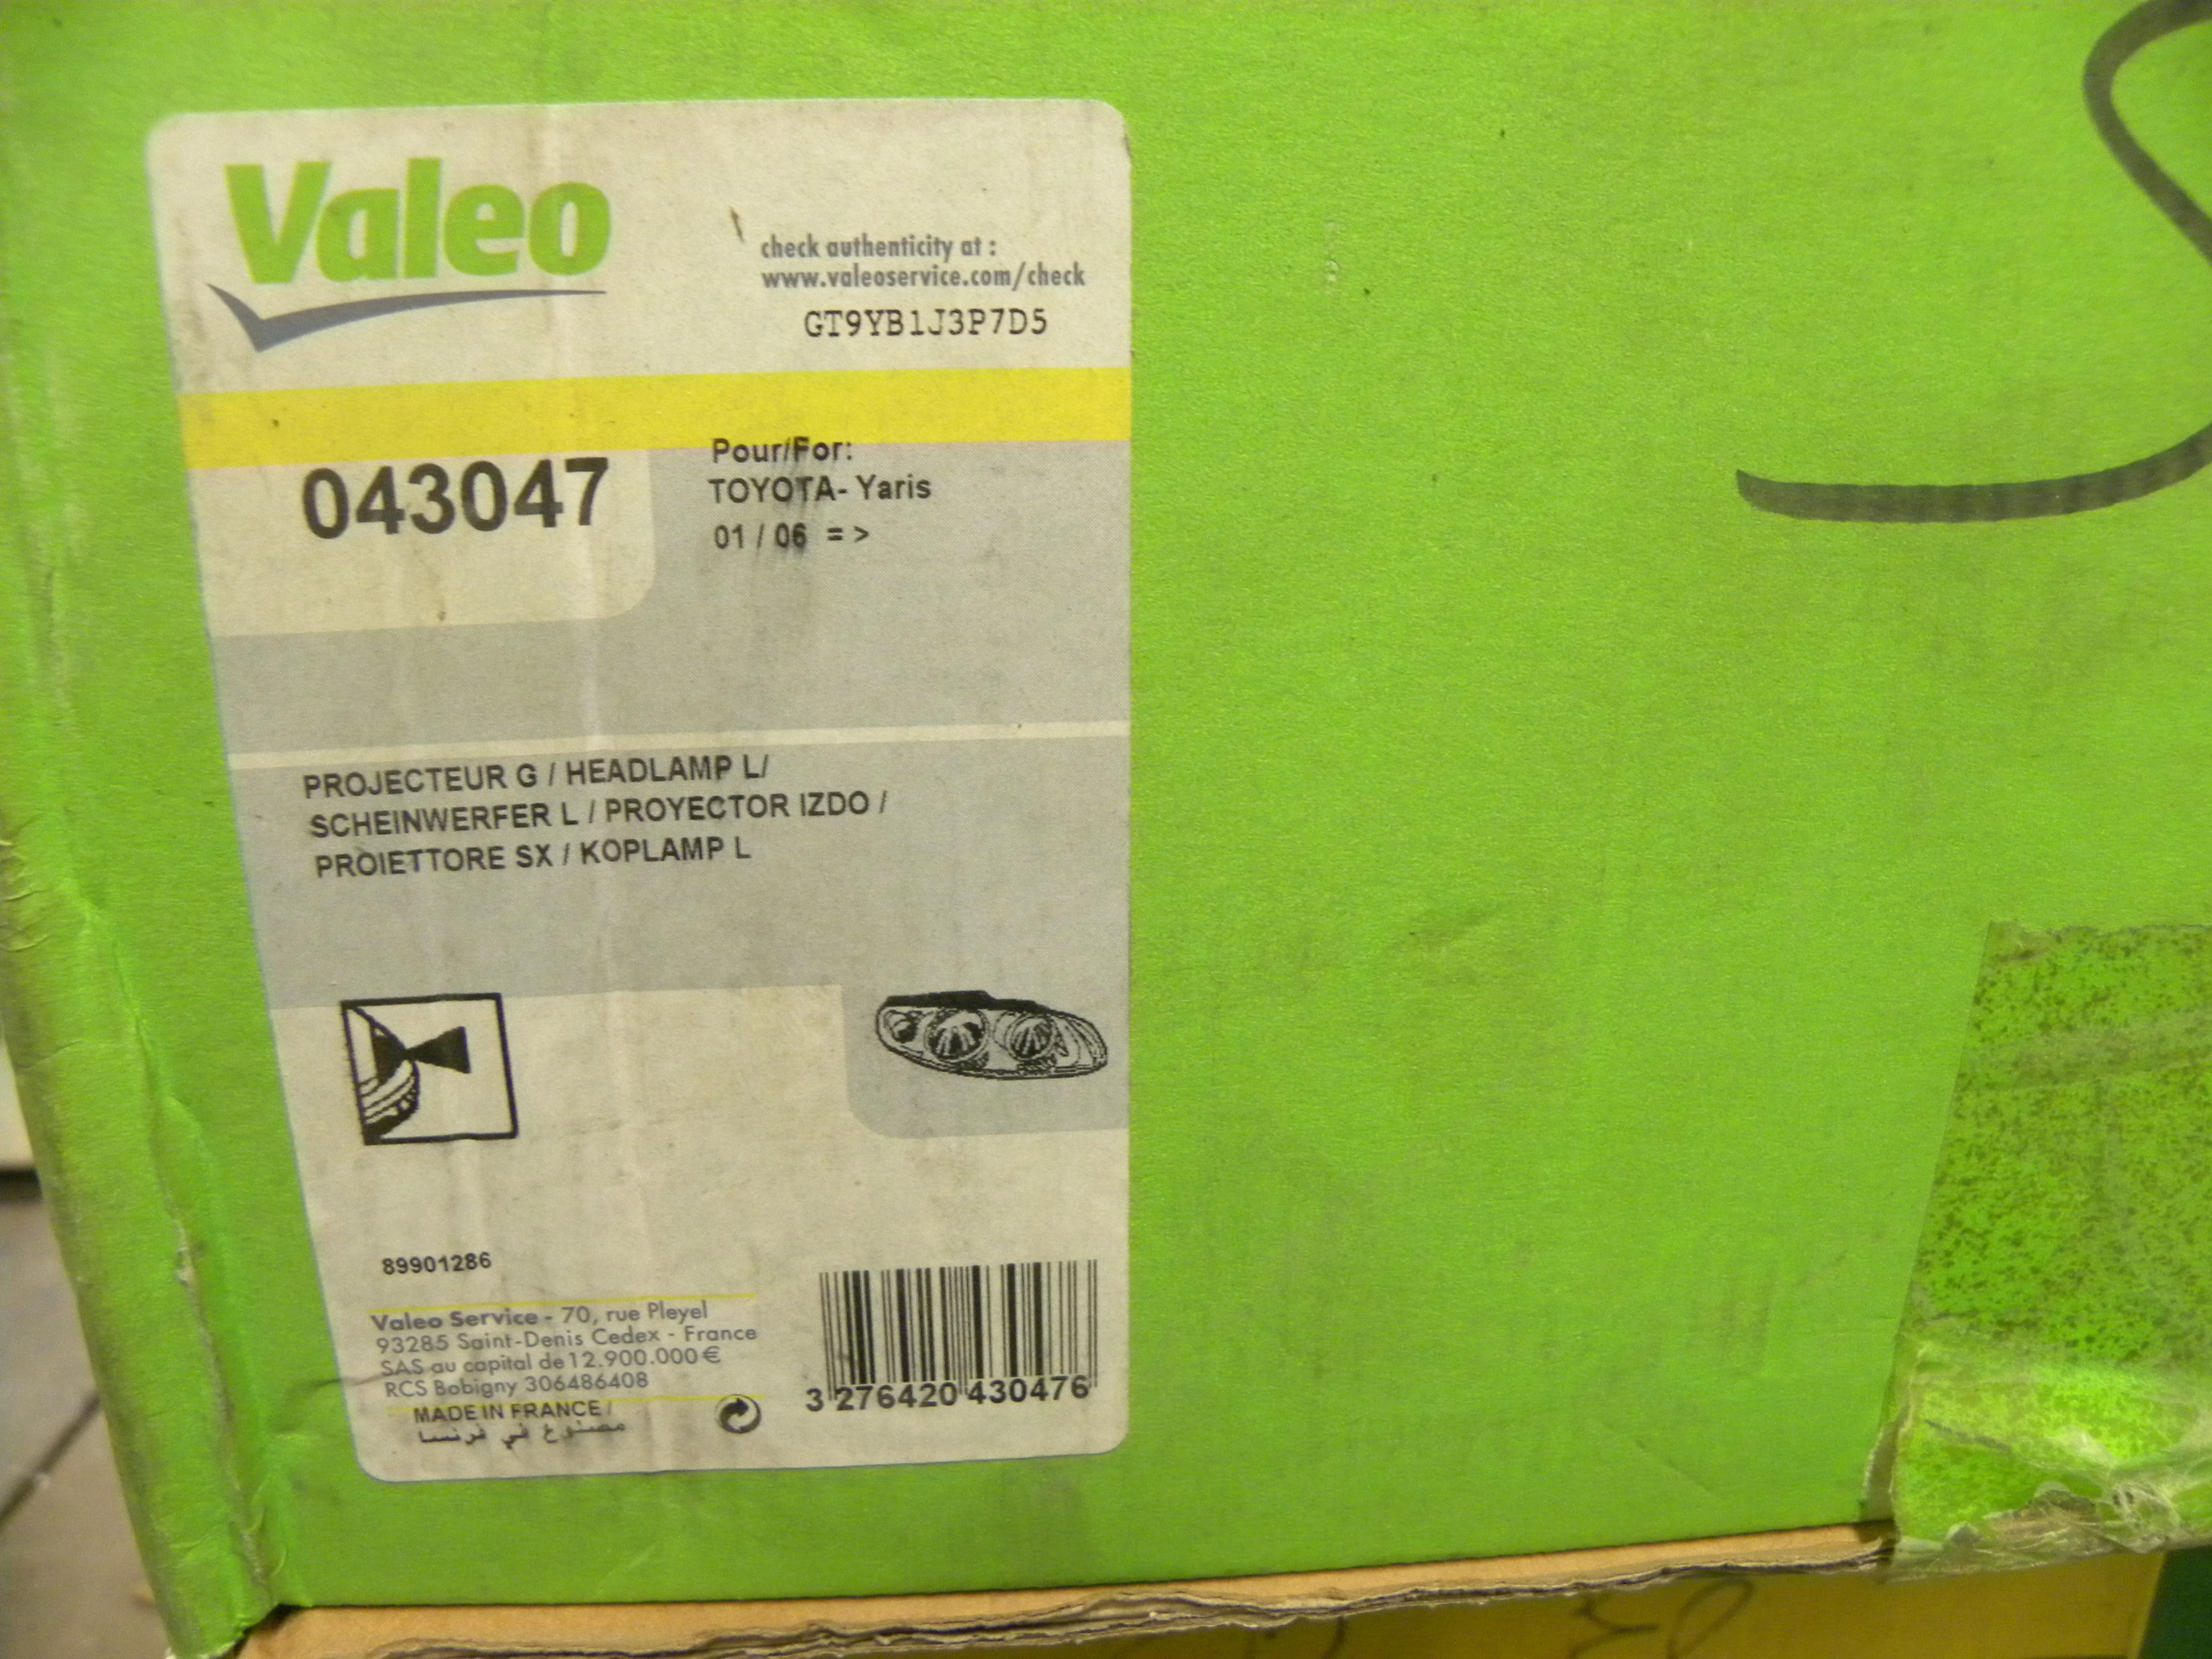 Valeo
check authenticity at :
www.valeoservice.com/check
GT9YB1J3P7D5
043047
Pour/For:
TOYOTA- Yaris
01 / 06 = >
PROJECTEUR G / HEADLAMP L/
SCHEINWERFER L / PROYECTOR IZDO /
PROIETTORE SX / KOPLAMP L
89901286
Valeo Service - 70, rue Pleyel
93285 Saint-Denis Cedex - France
SAS au capital de 12.900.000 €
RCS Bobigny 306486408
MADE IN FRANCE /
مصنوع في فرنسا
3 276420 430476